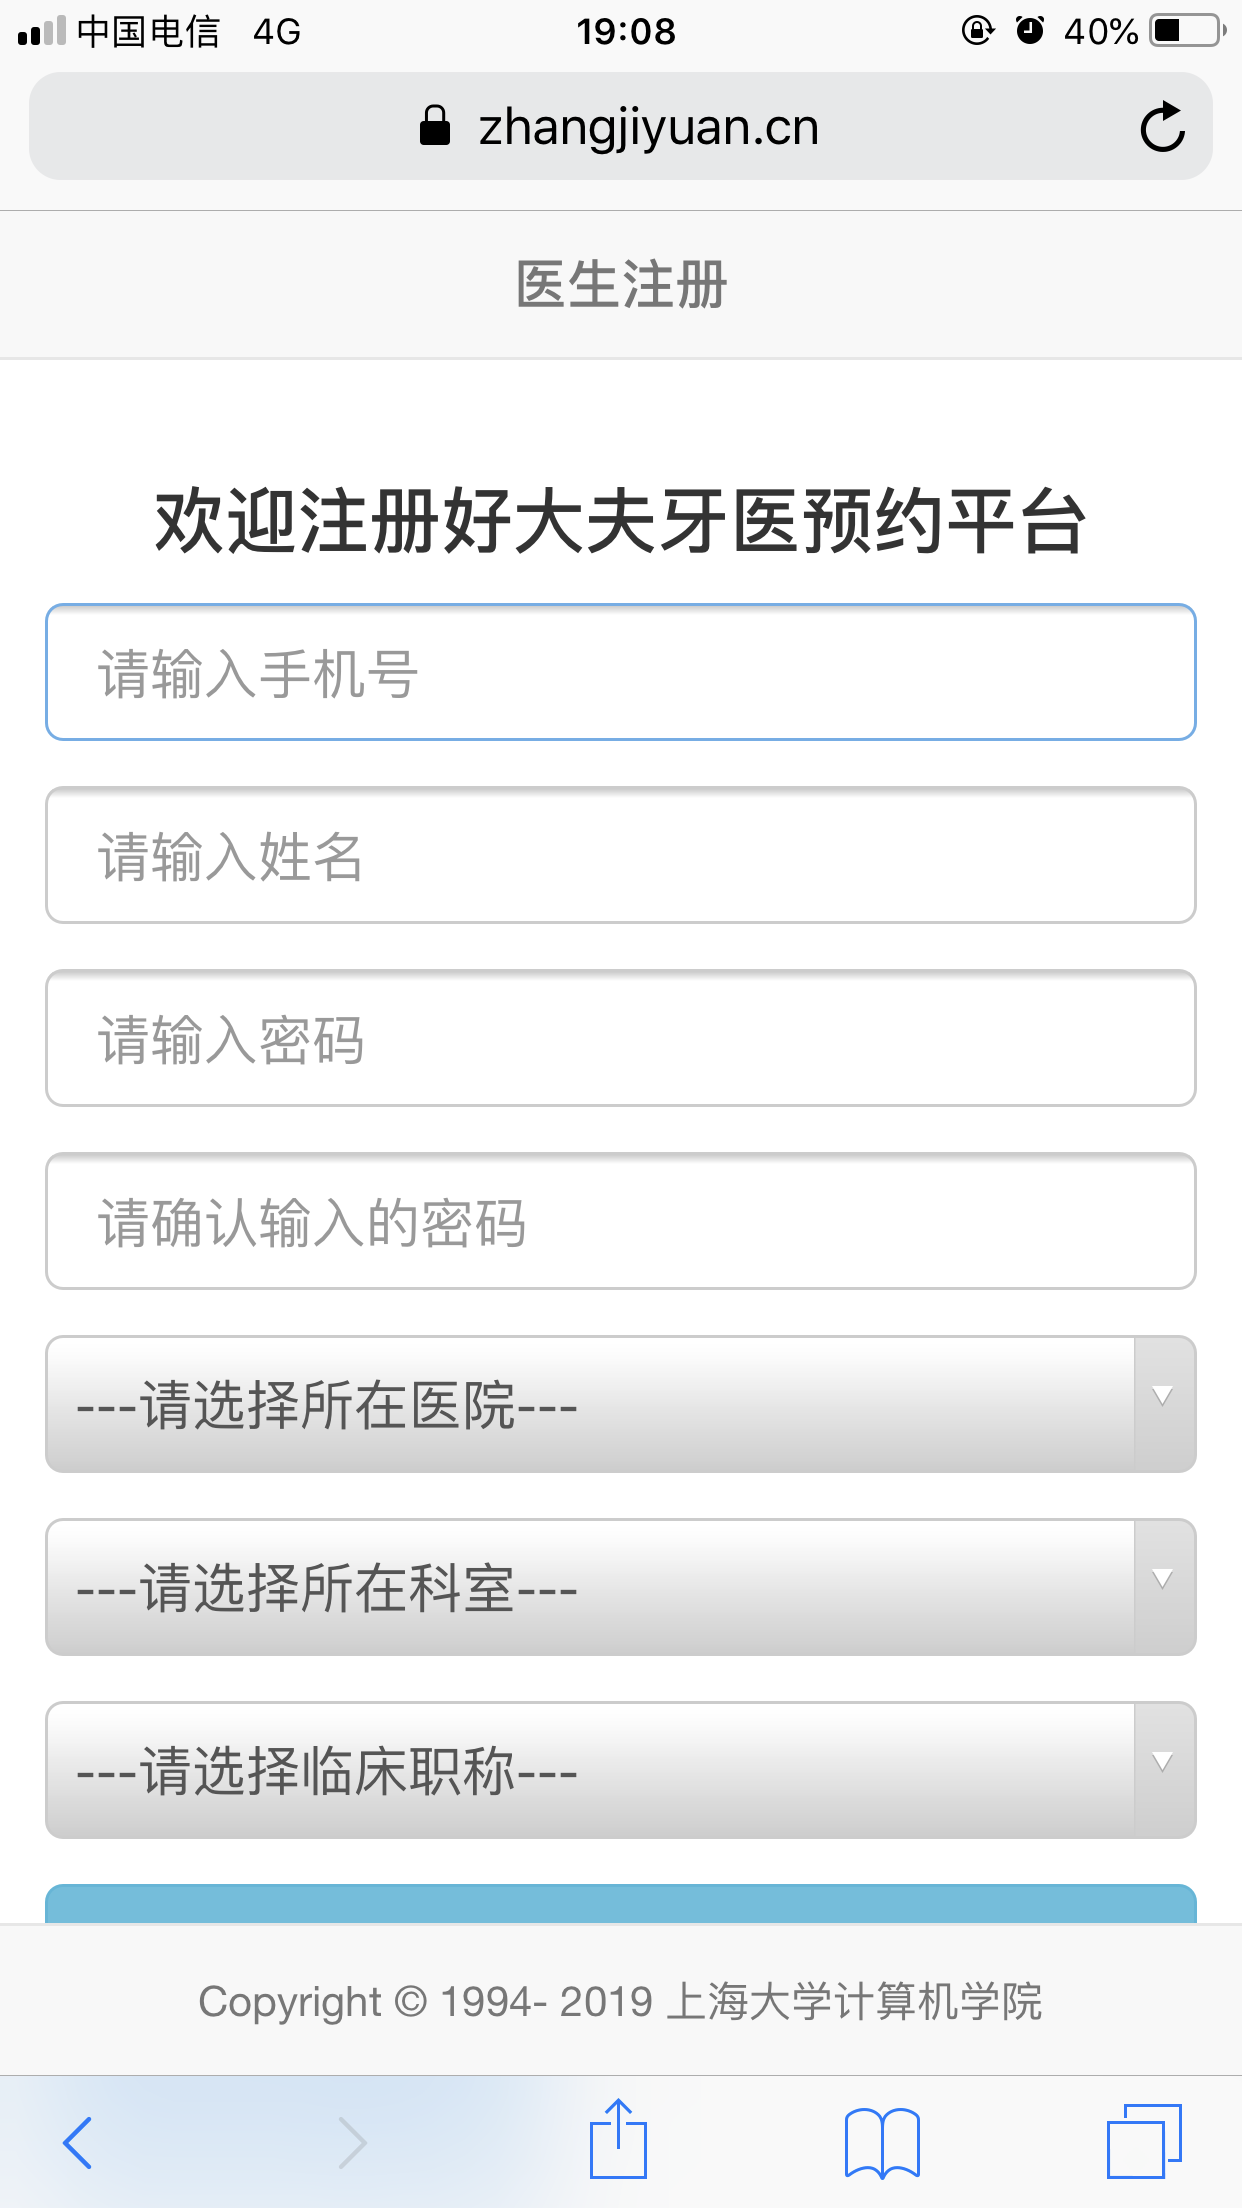 中国电信 4G 19:08 40%
zhangjiyuan.cn
医生注册
欢迎注册好大夫牙医预约平台
请输入手机号
请输入姓名
请输入密码
请确认输入的密码
---请选择所在医院---
---请选择所在科室---
---请选择临床职称---
Copyright © 1994- 2019 上海大学计算机学院